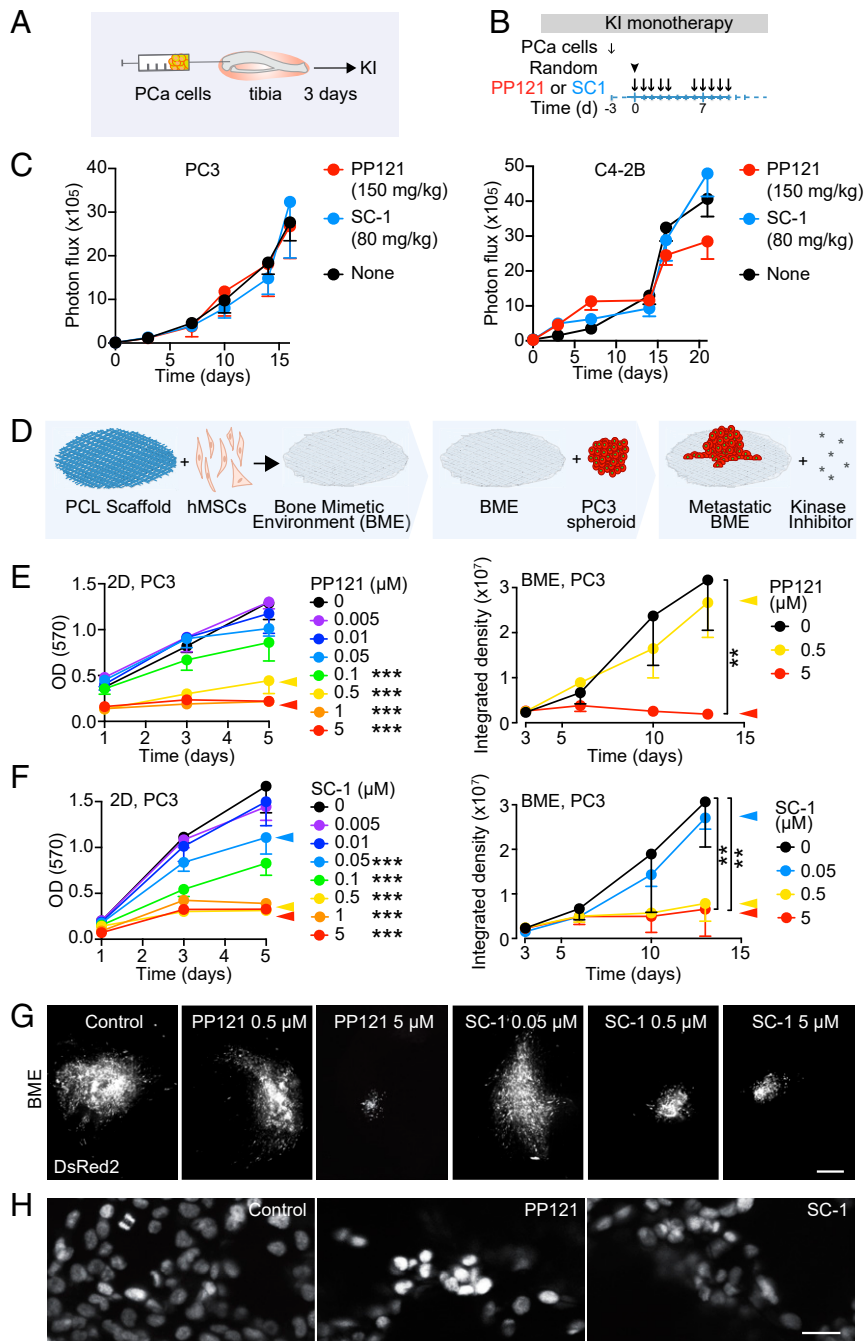 A
PCa cells
tibia
3 days
KI
B
KI monotherapy
PCa cells
Random
PP121 or SC1
Time (d)
-3
0
7
C
PC3
Photon flux (x10₅)
40
30
20
10
0
0 5 10 15
Time (days)
PP121
(150 mg/kg)
SC-1
(80 mg/kg)
None
C4-2B
Photon flux (x10₅)
50
40
30
20
10
0
0 5 10 15 20
Time (days)
PP121
(150 mg/kg)
SC-1
(80 mg/kg)
None
D
+
+
+
PCL Scaffold
hMSCs
Bone Mimetic
Environment (BME)
BME
PC3
spheroid
Metastatic
BME
Kinase
Inhibitor
E
2D, PC3
OD (570)
1.5
1.0
0.5
0.0
1 2 3 4 5
Time (days)
PP121 (µM)
0
0.005
0.01
0.05
0.1 ***
0.5 ***
1 ***
5 ***
BME, PC3
Integrated density (x10⁷)
3
2
1
0
3 5 10 15
Time (days)
**
PP121
(µM)
0
0.5
5
F
2D, PC3
OD (570)
1.5
1.0
0.5
0.0
1 2 3 4 5
Time (days)
SC-1 (µM)
0
0.005
0.01
0.05 ***
0.1 ***
0.5 ***
1 ***
5 ***
BME, PC3
Integrated density (x10⁷)
3
2
1
0
3 5 10 15
Time (days)
**
**
SC-1
(µM)
0
0.05
0.5
5
G
BME
Control
PP121 0.5 µM
PP121 5 µM
SC-1 0.05 µM
SC-1 0.5 µM
SC-1 5 µM
DsRed2
H
Control
PP121
SC-1